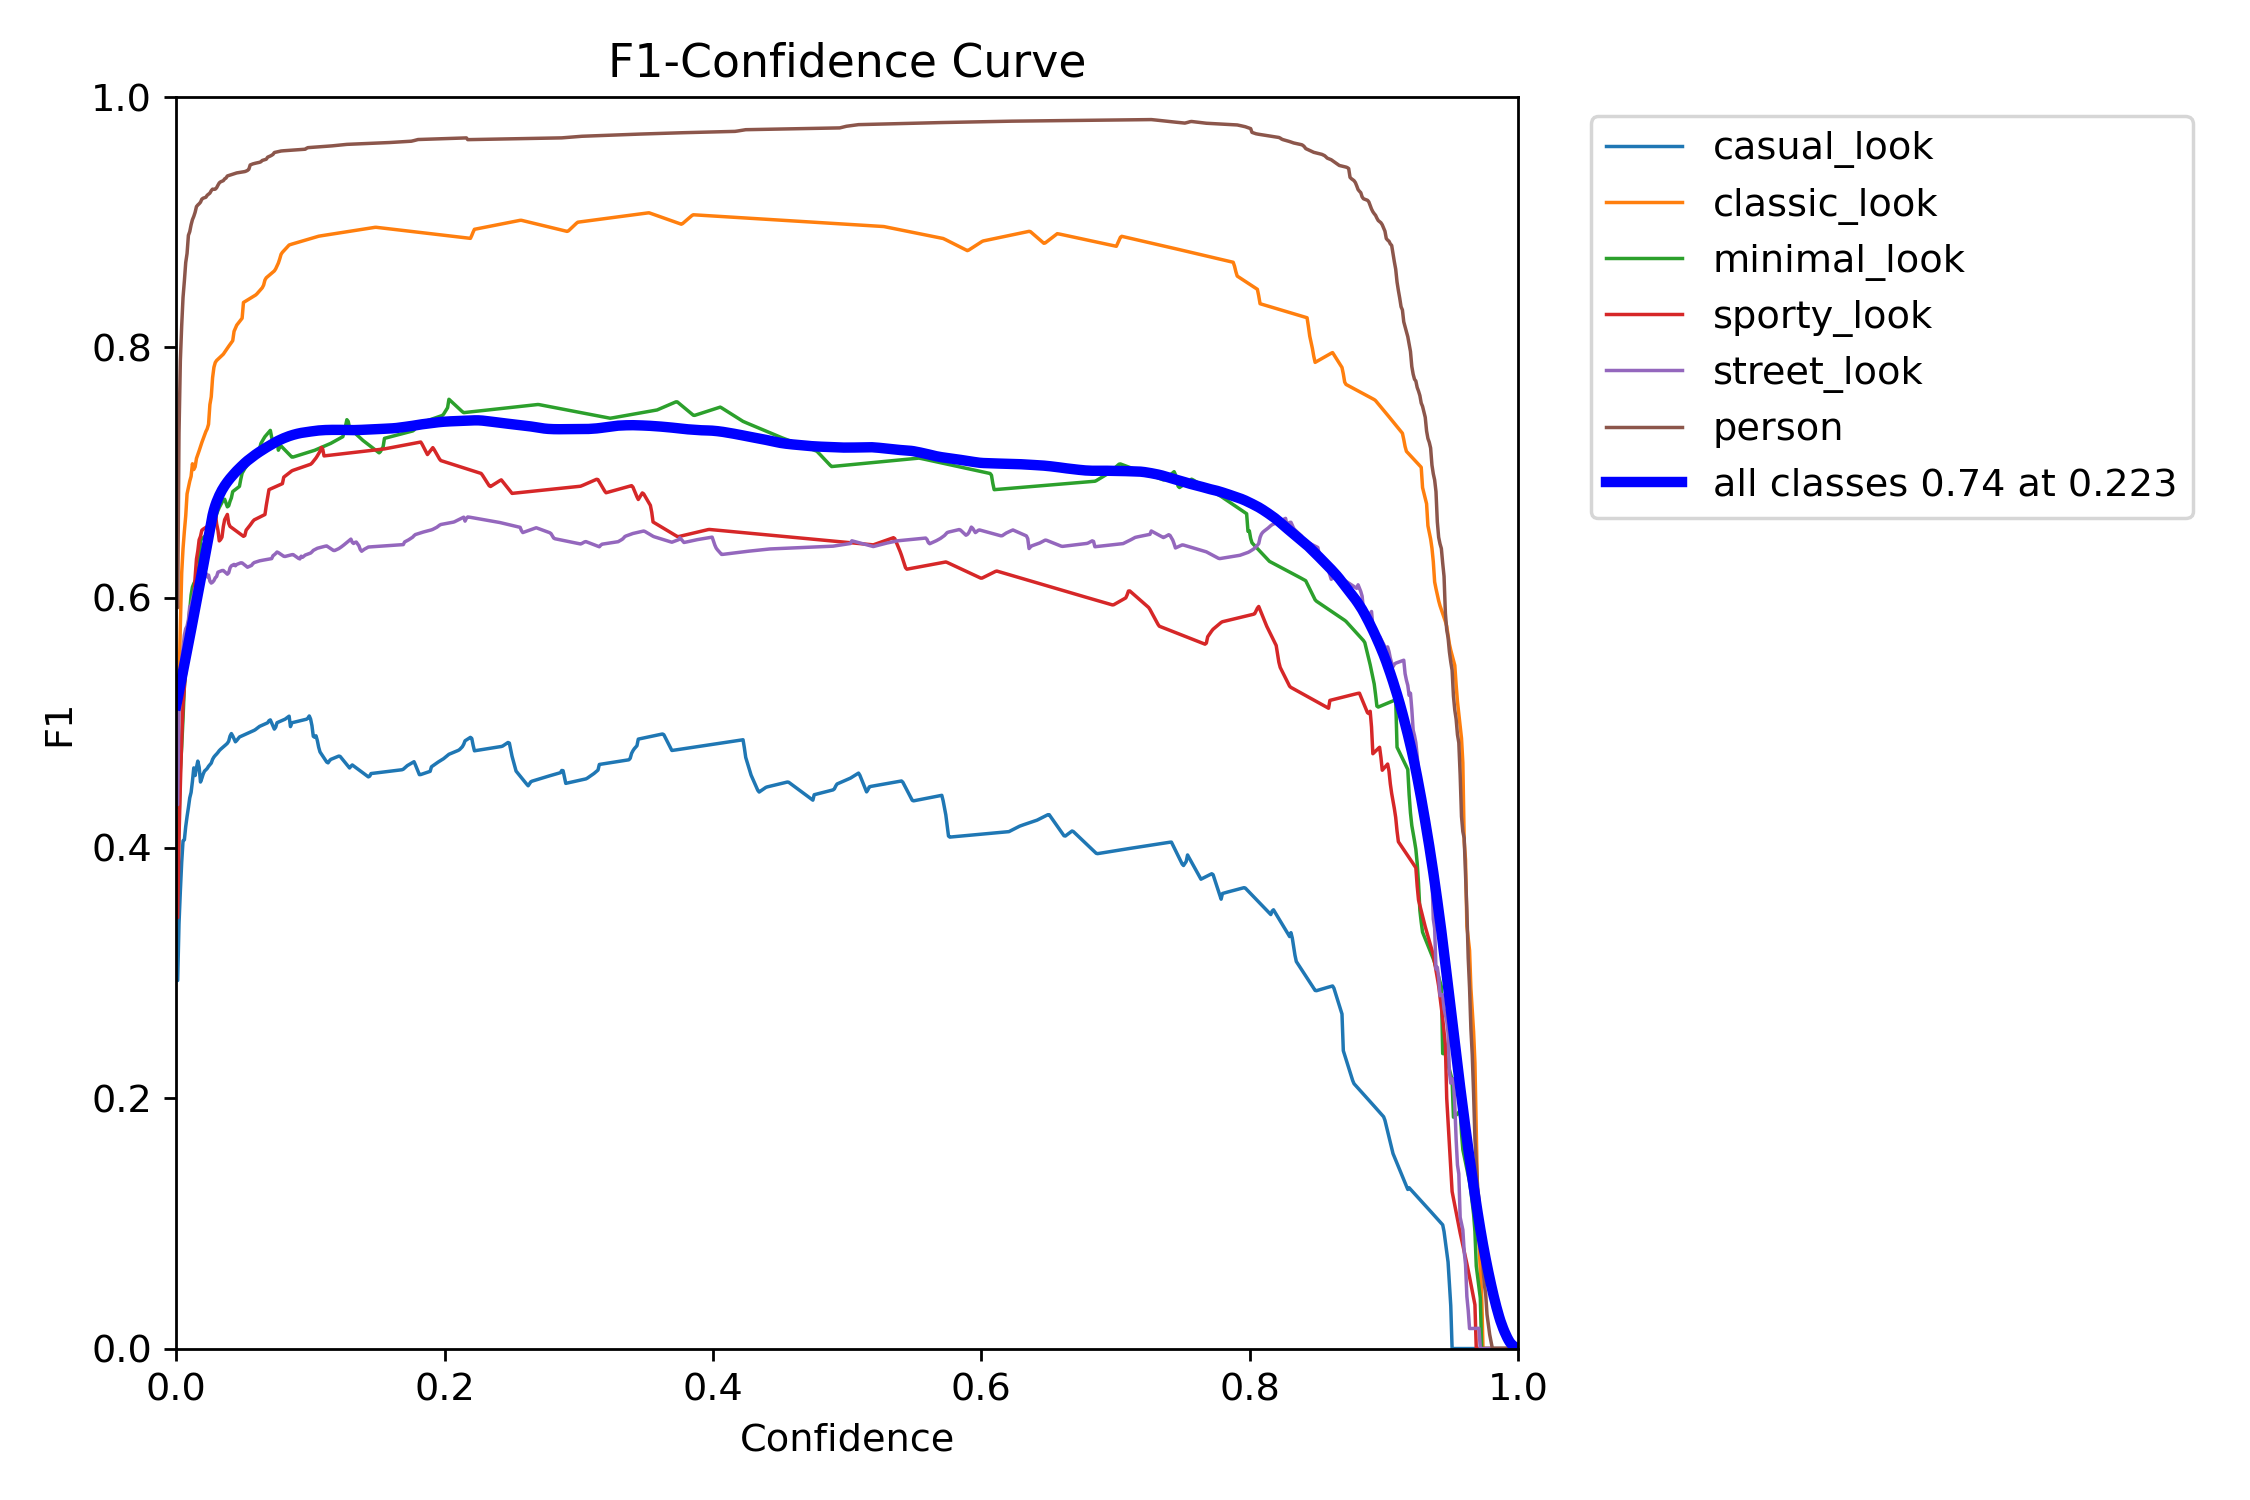 F1-Confidence Curve
1.0
0.8
0.6
0.4
0.2
0.0
F1
0.0 0.2 0.4 0.6 0.8 1.0
Confidence
casual_look
classic_look
minimal_look
sporty_look
street_look
person
all classes 0.74 at 0.223